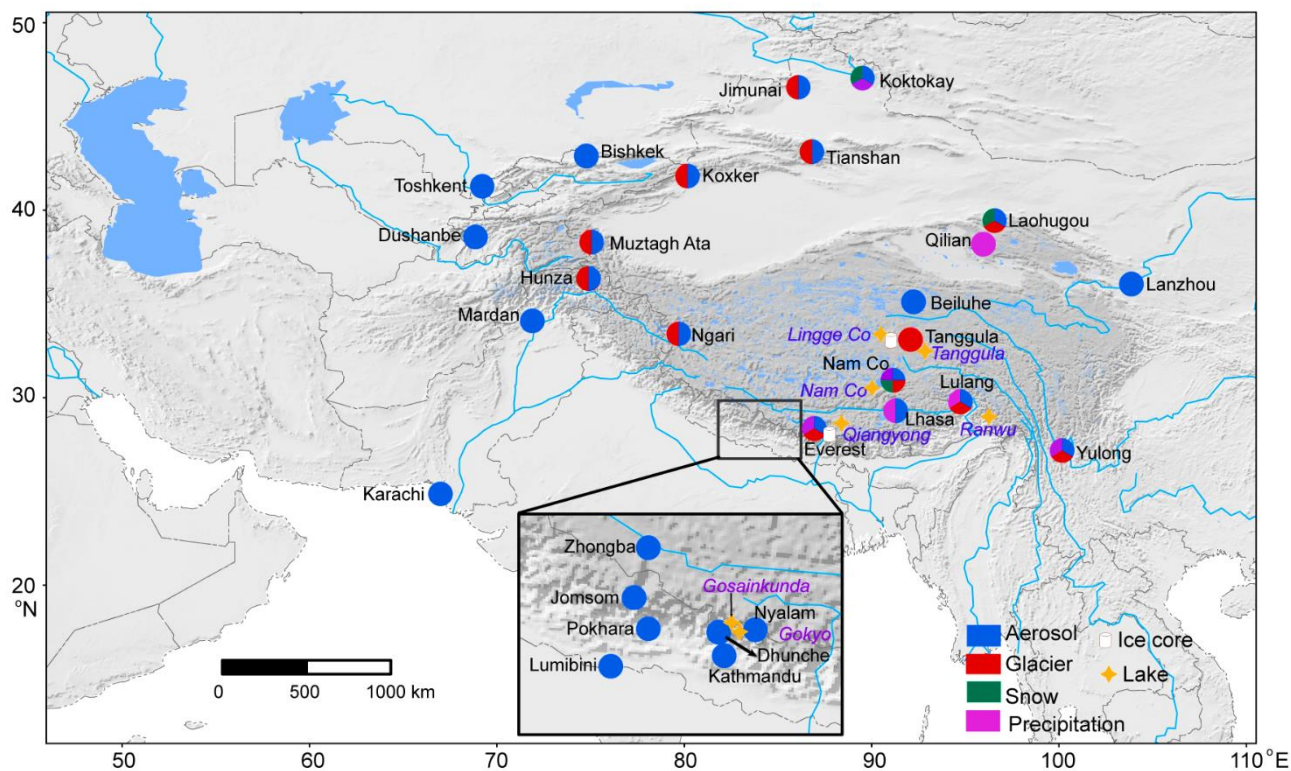 50
40
30
20
°N
50
60
70
80
90
100
110
°E
Koktokay
Jimunai
Bishkek
Tianshan
Toshkent
Koxker
Laohugou
Dushanbe
Muztagh Ata
Qilian
Hunza
Lanzhou
Beiluhe
Mardan
Ngari
Lingge Co
Tanggula
Tanggula
Nam Co
Lulang
Nam Co
Lhasa
Qiangyong
Ranwu
Everest
Yulong
Karachi
Zhongba
Gosainkunda
Jomsom
Nyalam
Pokhara
Gokyo
Dhunche
Lumibini
Kathmandu
0 500 1000 km
Aerosol
Ice core
Glacier
Lake
Snow
Precipitation